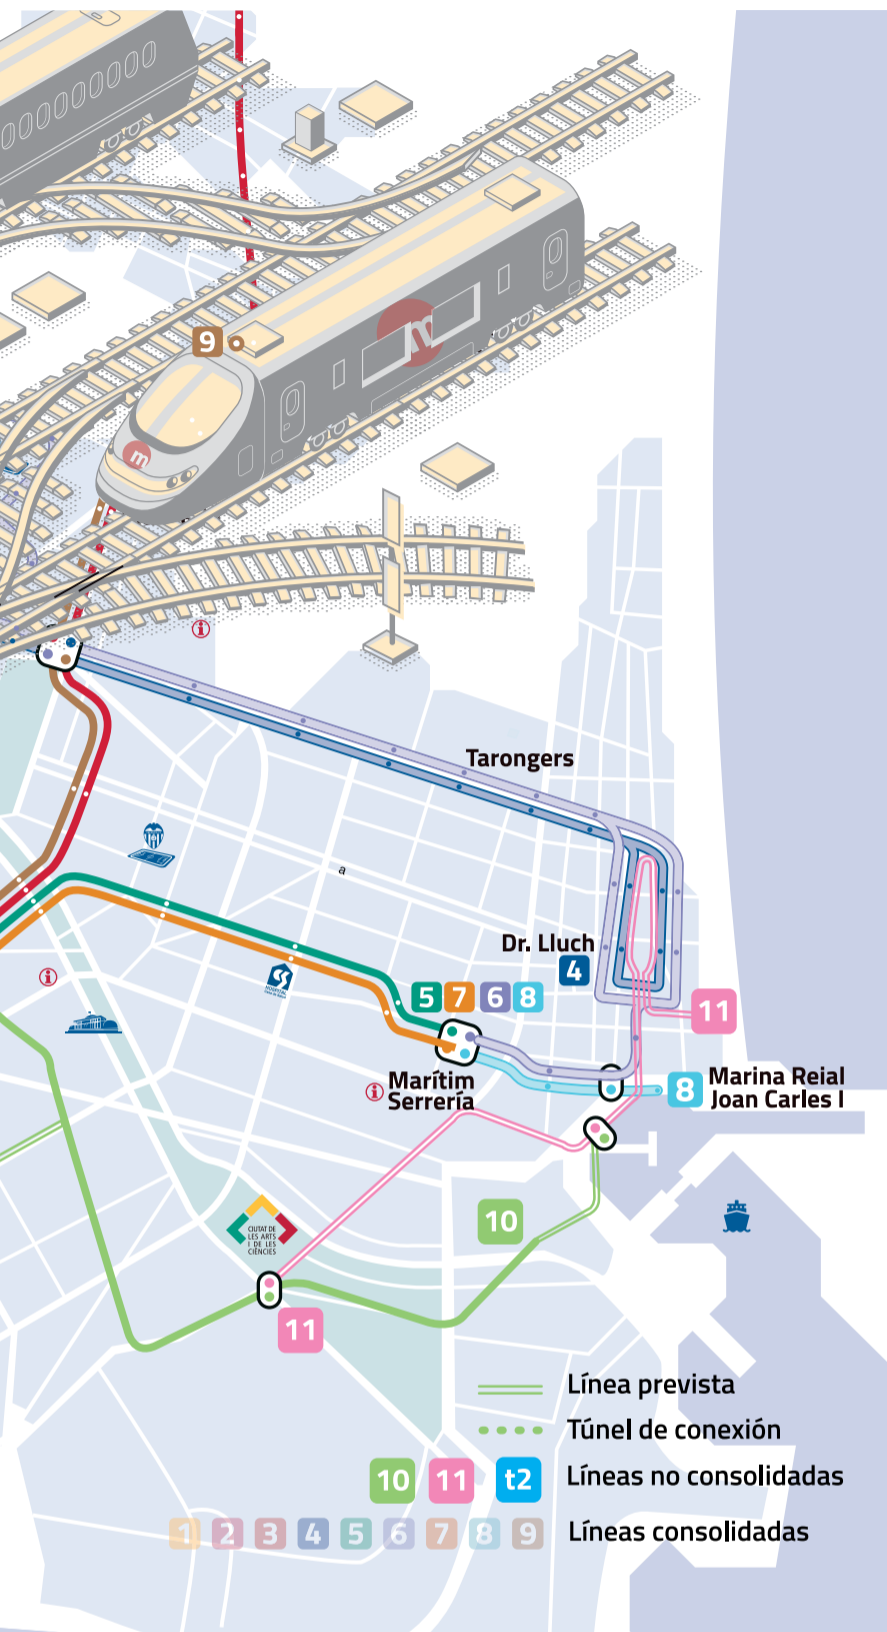 m
9
m
Tarongers
a
Dr. Lluch
4
5 7 6 8
11
Marítim
Serrería
8
Marina Reial
Joan Carles I
10
CIUTAT DE
LES ARTS
I DE LES
CIÈNCIES
11
Línea prevista
Túnel de conexión
10 11 t2 Líneas no consolidadas
1 2 3 4 5 6 7 8 9 Líneas consolidadas